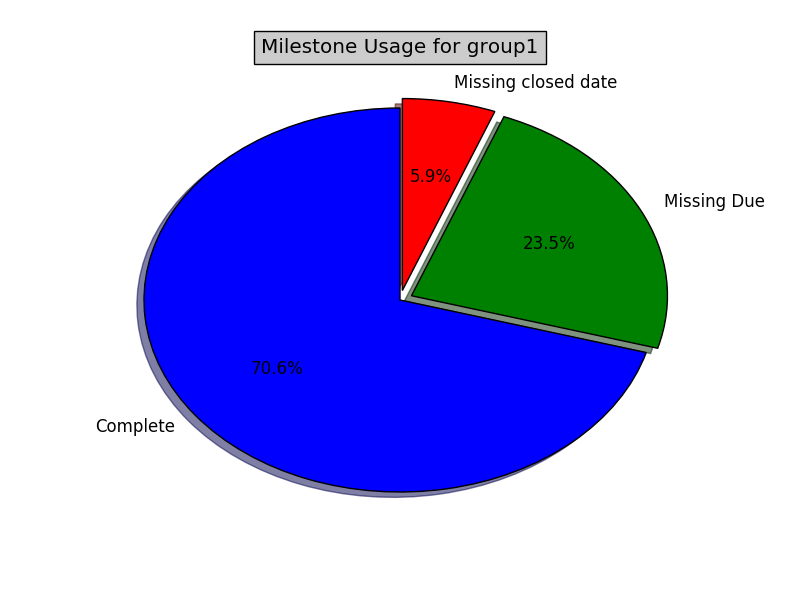 Milestone Usage for group1
Missing closed date
5.9%
Missing Due
23.5%
70.6%
Complete